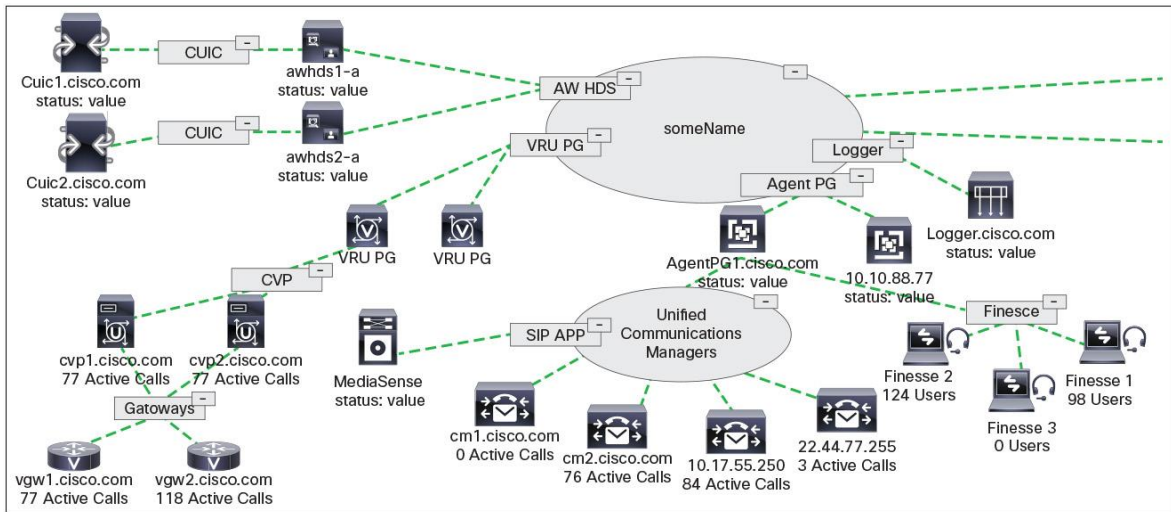 CUIC
Cuic1.cisco.com
status: value
awhds1-a
status: value
CUIC
Cuic2.cisco.com
status: value
awhds2-a
status: value
AW HDS
someName
VRU PG
Logger
Agent PG
Logger.cisco.com
status: value
VRU PG
VRU PG
AgentPG1.cisco.com
status: value
10.10.88.77
status: value
CVP
cvp1.cisco.com
77 Active Calls
cvp2.cisco.com
77 Active Calls
Gatoways
vgw1.cisco.com
77 Active Calls
vgw2.cisco.com
118 Active Calls
MediaSense
status: value
SIP APP
Unified
Communications
Managers
cm1.cisco.com
0 Active Calls
cm2.cisco.com
76 Active Calls
10.17.55.250
84 Active Calls
22.44.77.255
3 Active Calls
Finesce
Finesse 2
124 Users
Finesse 3
0 Users
Finesse 1
98 Users